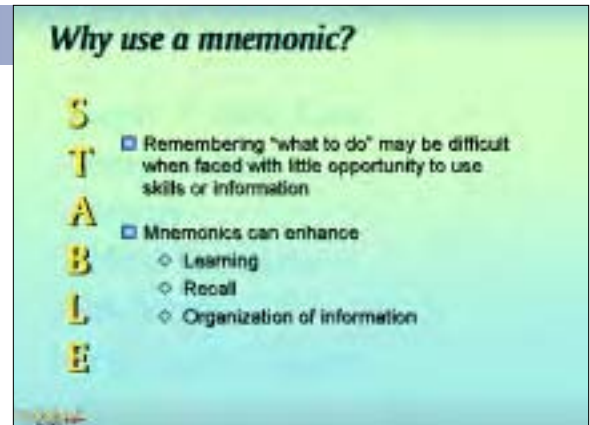 Why use a mnemonic?
S
T
A
B
L
E
Remembering "what to do" may be difficult
when faced with little opportunity to use
skills or information
Mnemonics can enhance
Learning
Recall
Organization of information